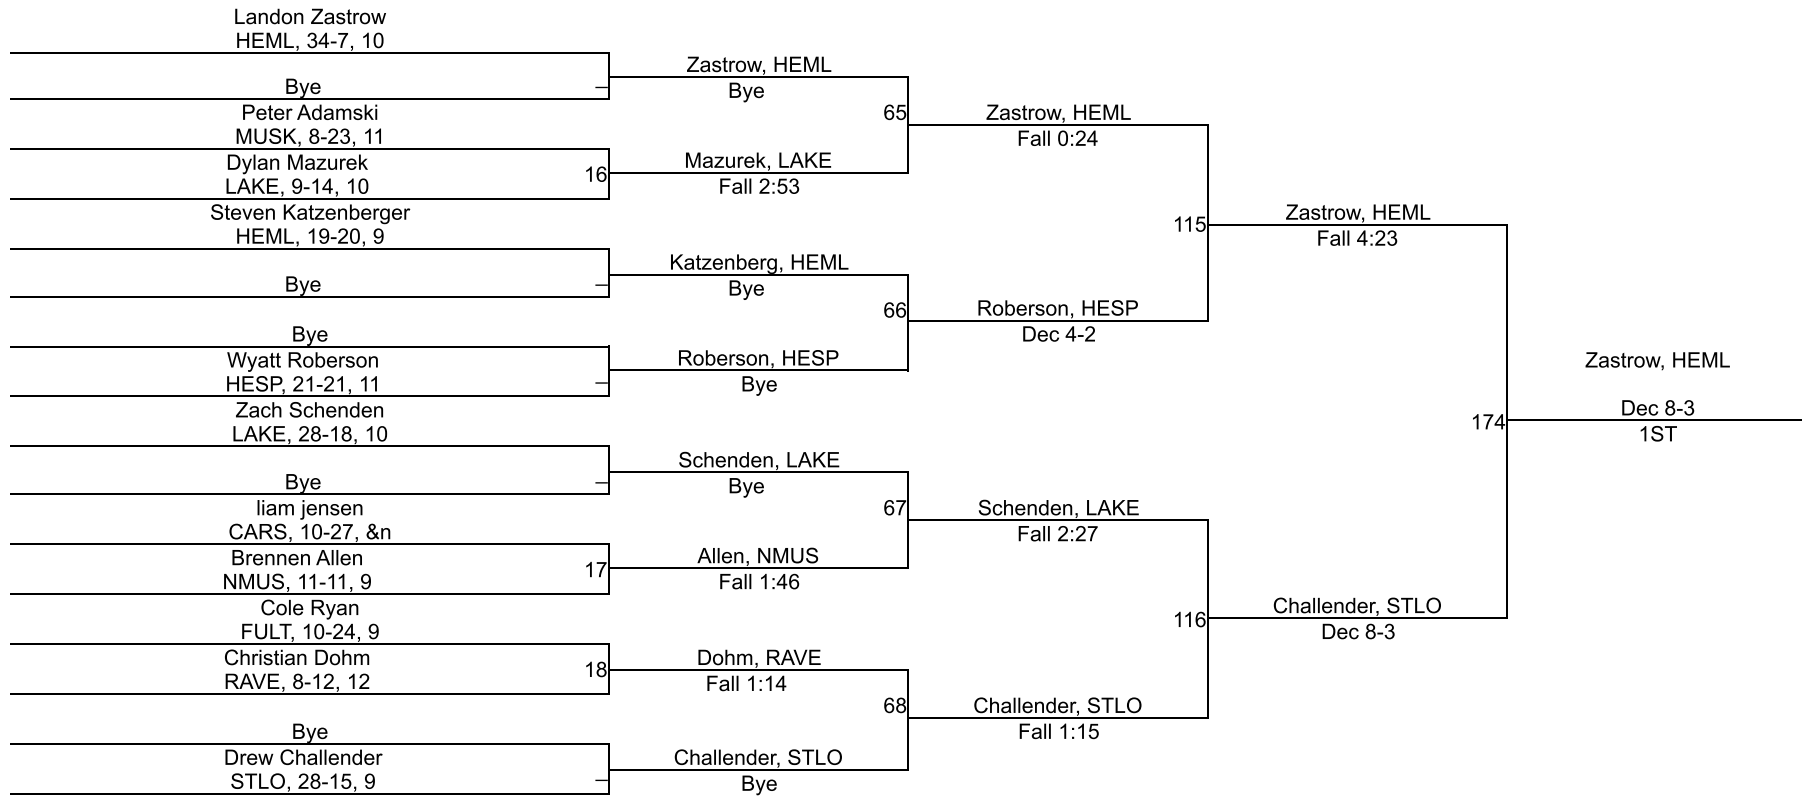 Landon Zastrow
HEML, 34-7, 10
Bye
Peter Adamski
MUSK, 8-23, 11
Dylan Mazurek
LAKE, 9-14, 10
Steven Katzenberger
HEML, 19-20, 9
Bye
Bye
Wyatt Roberson
HESP, 21-21, 11
Zach Schenden
LAKE, 28-18, 10
Bye
liam jensen
CARS, 10-27, &n
Brennen Allen
NMUS, 11-11, 9
Cole Ryan
FULT, 10-24, 9
Christian Dohm
RAVE, 8-12, 12
Bye
Drew Challender
STLO, 28-15, 9
–
16
–
–
–
17
18
–
Zastrow, HEML
Bye
Mazurek, LAKE
Fall 2:53
Katzenberg, HEML
Bye
Roberson, HESP
Bye
Schenden, LAKE
Bye
Allen, NMUS
Fall 1:46
Dohm, RAVE
Fall 1:14
Challender, STLO
Bye
65
66
67
68
Zastrow, HEML
Fall 0:24
Roberson, HESP
Dec 4-2
Schenden, LAKE
Fall 2:27
Challender, STLO
Fall 1:15
115
116
Zastrow, HEML
Fall 4:23
Challender, STLO
Dec 8-3
174
Zastrow, HEML
Dec 8-3
1ST